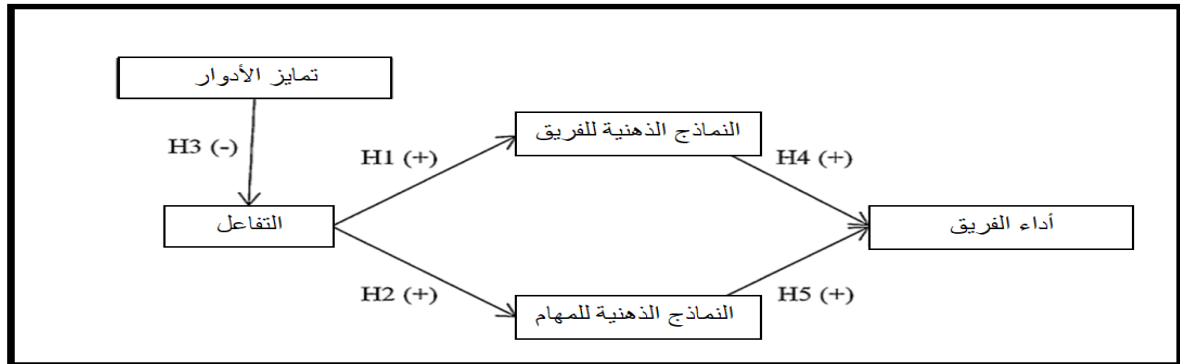 تمايز الأدوار
النماذج الذهنية للفريق
H3 (-)
H1 (+)
H4 (+)
التفاعل
أداء الفريق
H2 (+)
H5 (+)
النماذج الذهنية للمهام